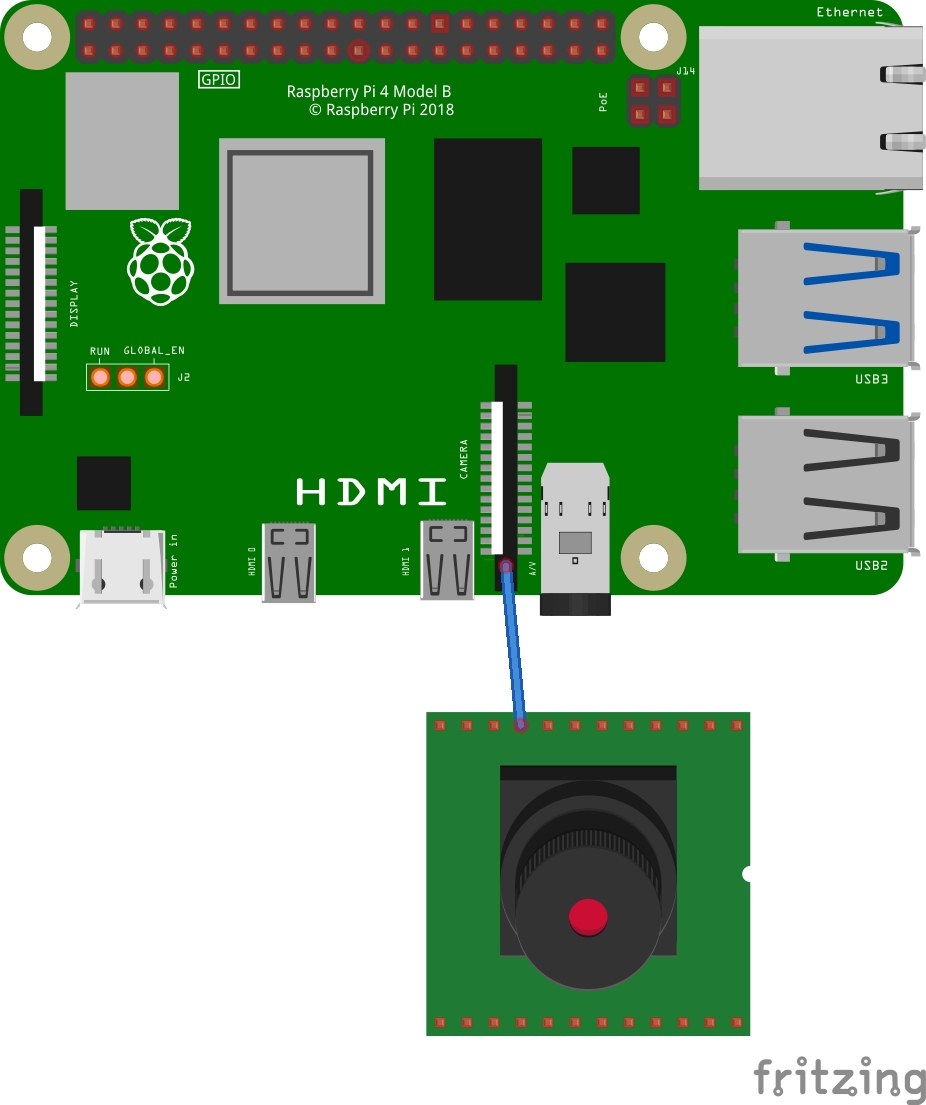 Ethernet
J14
GPIO
Raspberry Pi 4 Model B
© Raspberry Pi 2018
PoE
DISPLAY
RUN GLOBAL_EN
J2
USB3
CAMERA
HDMI
Power in
HDMI 0
HDMI 1
A/V
USB2
fritzing